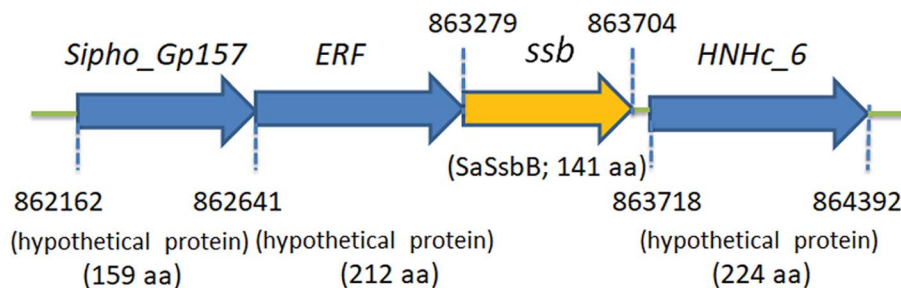 863279 863704
Sipho_Gp157 ERF ssb HNHc_6
(SaSsbB; 141 aa)
862162 862641 863718 864392
(hypothetical protein) (hypothetical protein) (hypothetical protein)
(159 aa) (212 aa) (224 aa)